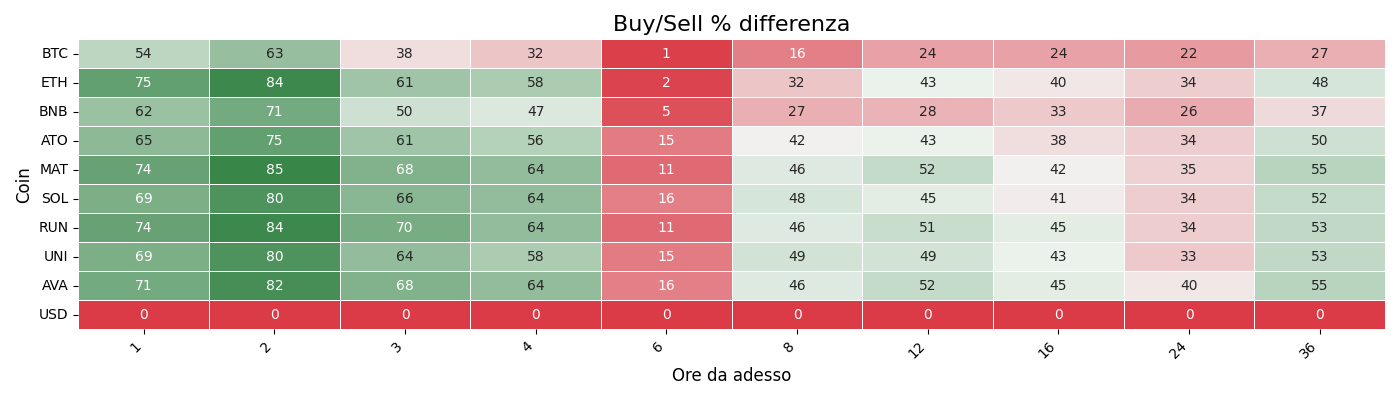 Buy/Sell % differenza
Coin
BTC 54 63 38 32 1 16 24 24 22 27
ETH 75 84 61 58 2 32 43 40 34 48
BNB 62 71 50 47 5 27 28 33 26 37
ATO 65 75 61 56 15 42 43 38 34 50
MAT 74 85 68 64 11 46 52 42 35 55
SOL 69 80 66 64 16 48 45 41 34 52
RUN 74 84 70 64 11 46 51 45 34 53
UNI 69 80 64 58 15 49 49 43 33 53
AVA 71 82 68 64 16 46 52 45 40 55
USD 0 0 0 0 0 0 0 0 0 0
1 2 3 4 6 8 12 16 24 36
Ore da adesso